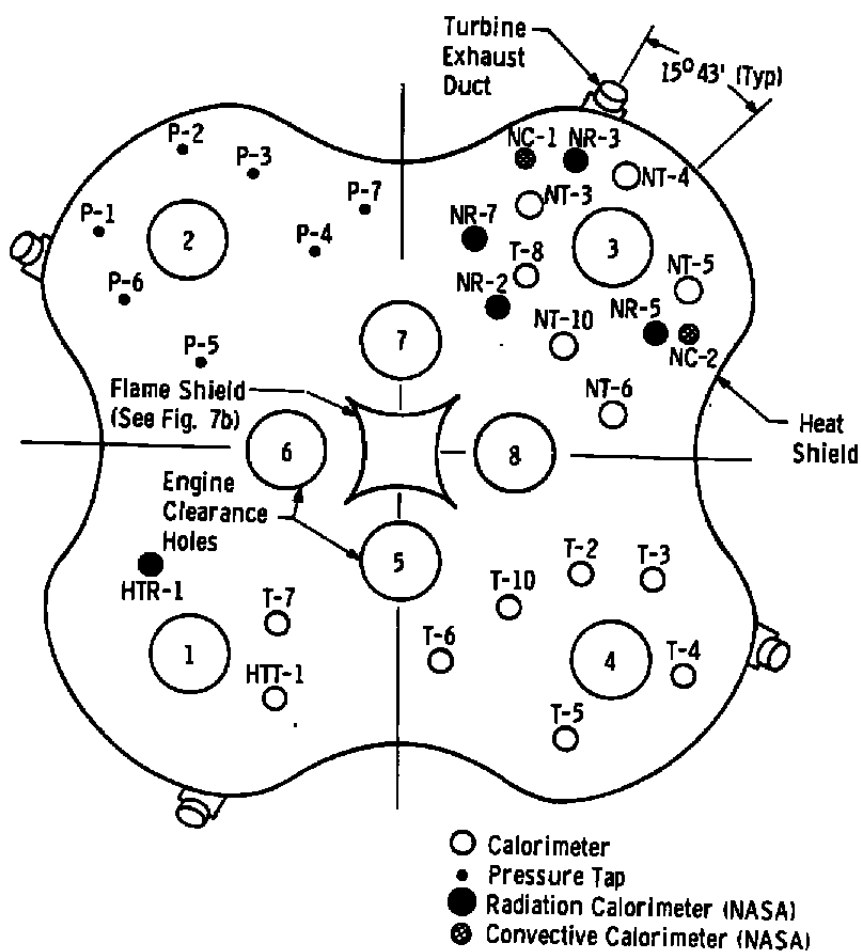 Turbine
Exhaust
Duct
15° 43' (Typ)
P-2
P-3
P-7
P-1
P-4
P-6
P-5
2
NC-1
NR-3
NT-4
NT-3
NR-7
3
T-8
NT-5
NR-2
NR-5
NT-10
NC-2
NT-6
7
Flame Shield
(See Fig. 7b)
Heat
Shield
6
8
Engine
Clearance
Holes
5
HTR-1
T-7
1
HTT-1
T-2
T-3
T-10
T-6
4
T-4
T-5
Calorimeter
Pressure Tap
Radiation Calorimeter (NASA)
Convective Calorimeter (NASA)